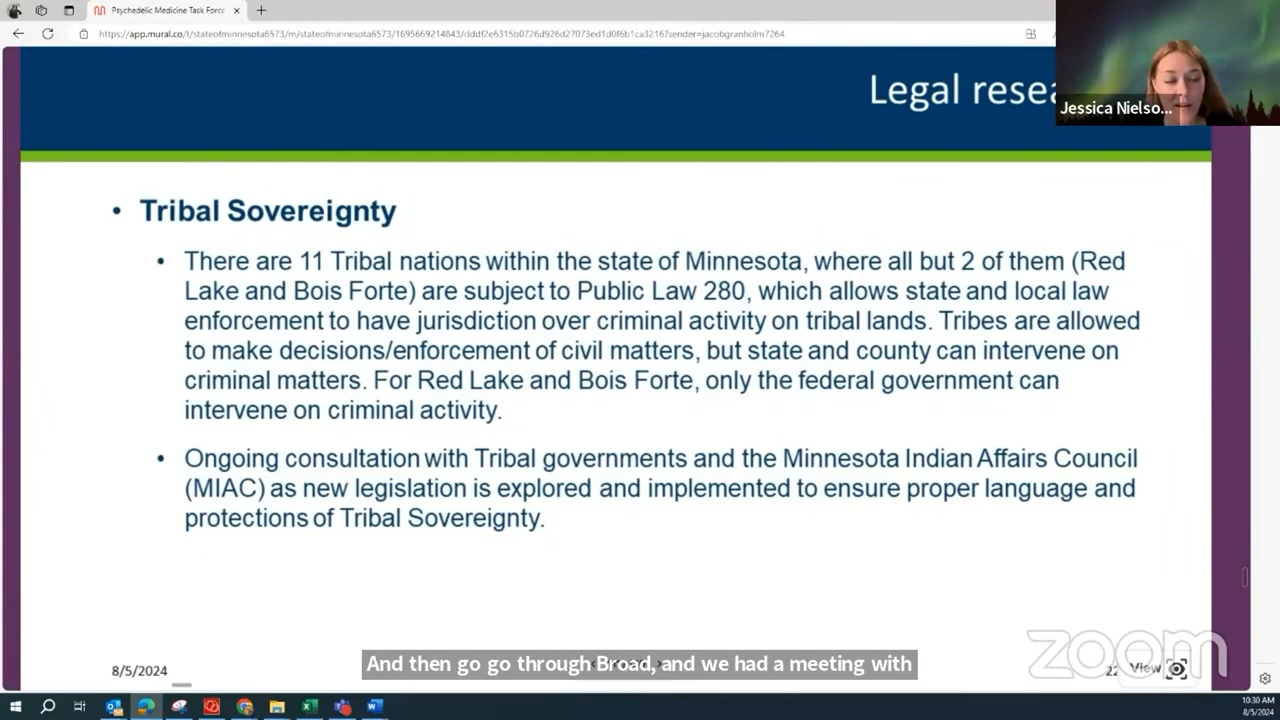 Psychedelic Medicine Task Force
https://app.mural.co/t/stateofminnesota6573/m/stateofminnesota6573/1695669214843/dddf2e6315b0726d926d27073ed1d0f6b1ca3216?sender=jacobgranholm7264
Legal resea
Jessica Nielso...
• Tribal Sovereignty
• There are 11 Tribal nations within the state of Minnesota, where all but 2 of them (Red
Lake and Bois Forte) are subject to Public Law 280, which allows state and local law
enforcement to have jurisdiction over criminal activity on tribal lands. Tribes are allowed
to make decisions/enforcement of civil matters, but state and county can intervene on
criminal matters. For Red Lake and Bois Forte, only the federal government can
intervene on criminal activity.
• Ongoing consultation with Tribal governments and the Minnesota Indian Affairs Council
(MIAC) as new legislation is explored and implemented to ensure proper language and
protections of Tribal Sovereignty.
zoom
And then go go through Broad, and we had a meeting with
8/5/2024
22
View
10:30 AM
8/5/2024